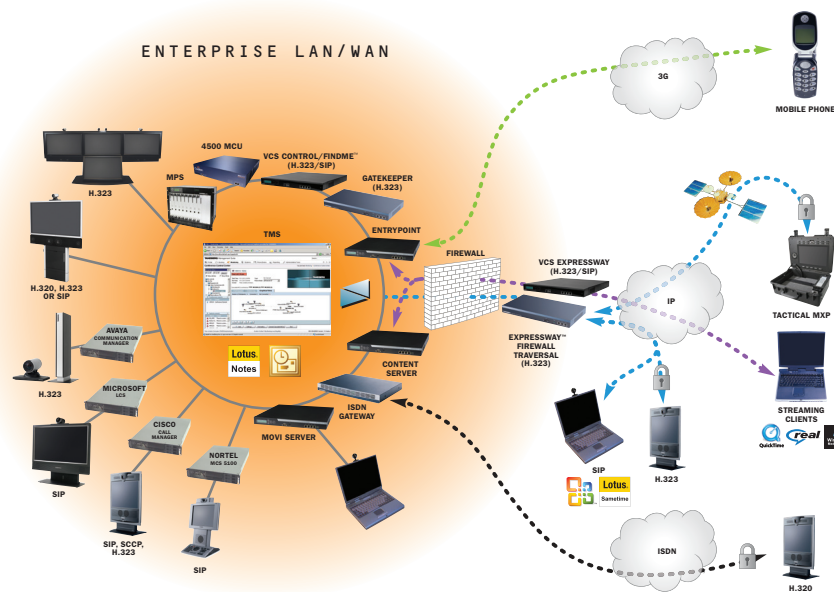 ENTERPRISE LAN/WAN
3G
MOBILE PHONE
4500 MCU
VCS CONTROL/FINDME™
(H.323/SIP)
MPS
GATEKEEPER
(H.323)
H.323
TMS
ENTRYPOINT
FIREWALL
VCS EXPRESSWAY
(H.323/SIP)
H.320, H.323
OR SIP
IP
TACTICAL MXP
AVAYA
COMMUNICATION
MANAGER
EXPRESSWAY™
FIREWALL
TRAVERSAL
(H.323)
Lotus
Notes
CONTENT
SERVER
H.323
MICROSOFT
LCS
ISDN
GATEWAY
MOVI SERVER
STREAMING
CLIENTS
QuickTime
real
CISCO
CALL
MANAGER
NORTEL
MCS 5100
SIP
SIP
Lotus
Sametime
H.323
SIP, SCCP,
H.323
SIP
ISDN
H.320